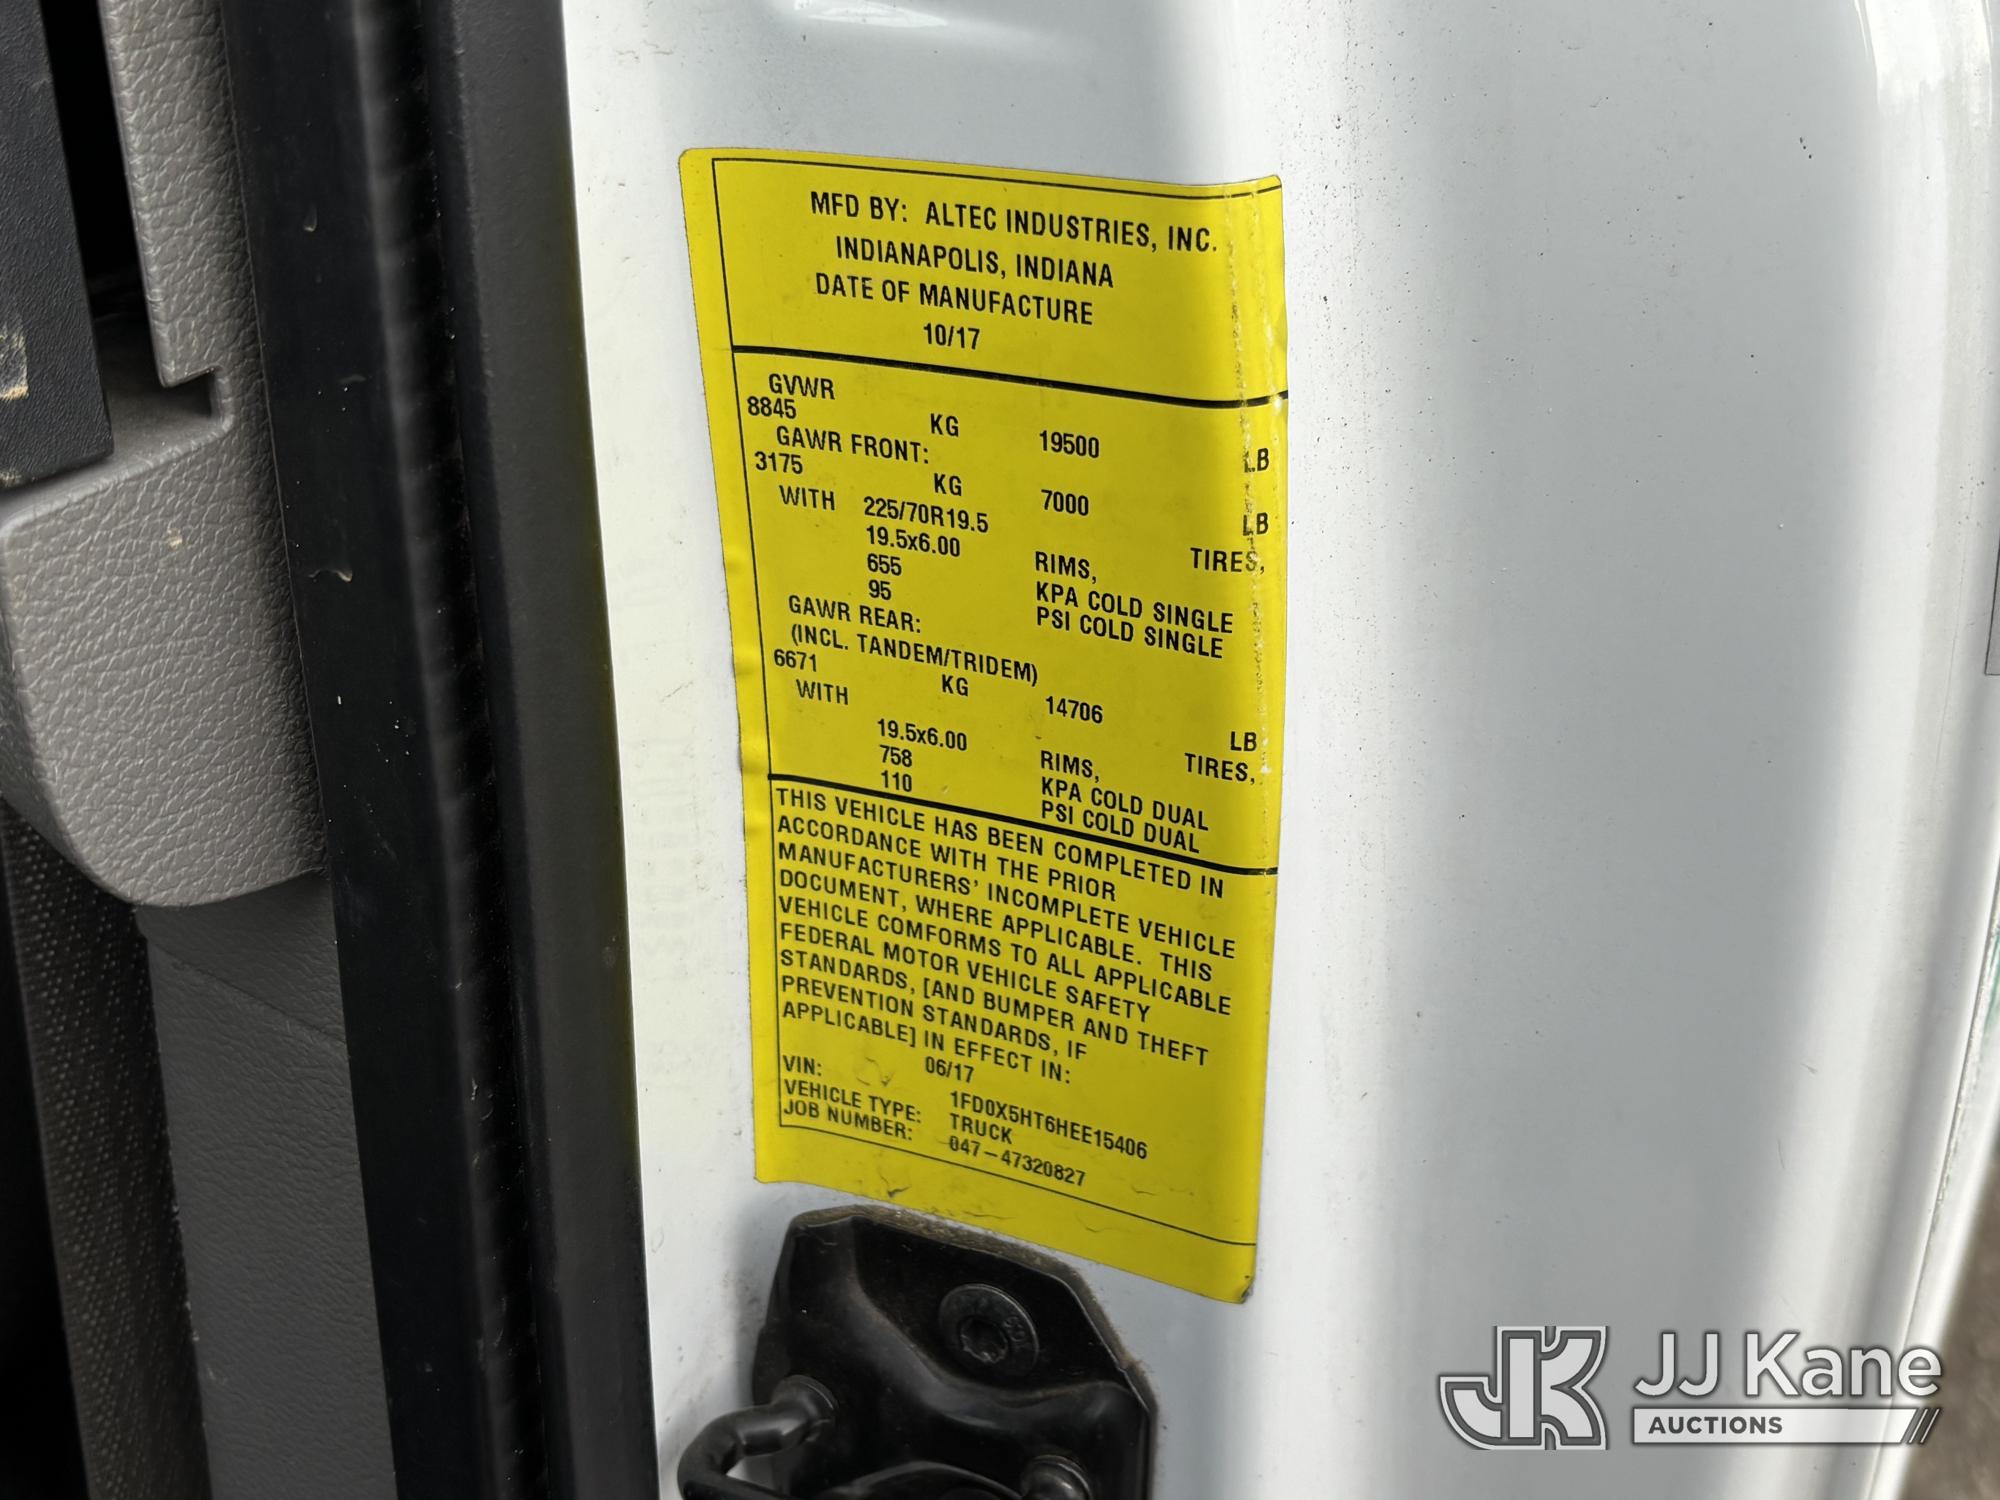 MFD BY: ALTEC INDUSTRIES, INC.
INDIANAPOLIS, INDIANA
DATE OF MANUFACTURE
10/17
GVWR
8845 KG 19500 LB
GAWR FRONT:
3175 KG 7000 LB
WITH 225/70R19.5 TIRES,
19.5x6.00 RIMS,
655 KPA COLD SINGLE
95 PSI COLD SINGLE
GAWR REAR:
(INCL. TANDEM/TRIDEM)
6671 KG 14706 LB
WITH TIRES,
19.5x6.00 RIMS,
758 KPA COLD DUAL
110 PSI COLD DUAL
THIS VEHICLE HAS BEEN COMPLETED IN
ACCORDANCE WITH THE PRIOR
MANUFACTURERS' INCOMPLETE VEHICLE
DOCUMENT, WHERE APPLICABLE. THIS
VEHICLE COMFORMS TO ALL APPLICABLE
FEDERAL MOTOR VEHICLE SAFETY
STANDARDS, [AND BUMPER AND THEFT
PREVENTION STANDARDS, IF
APPLICABLE] IN EFFECT IN:
06/17
VIN: 1FD0X5HT6HEE15406
VEHICLE TYPE: TRUCK
JOB NUMBER: 047-47320827
JK JJ Kane
AUCTIONS